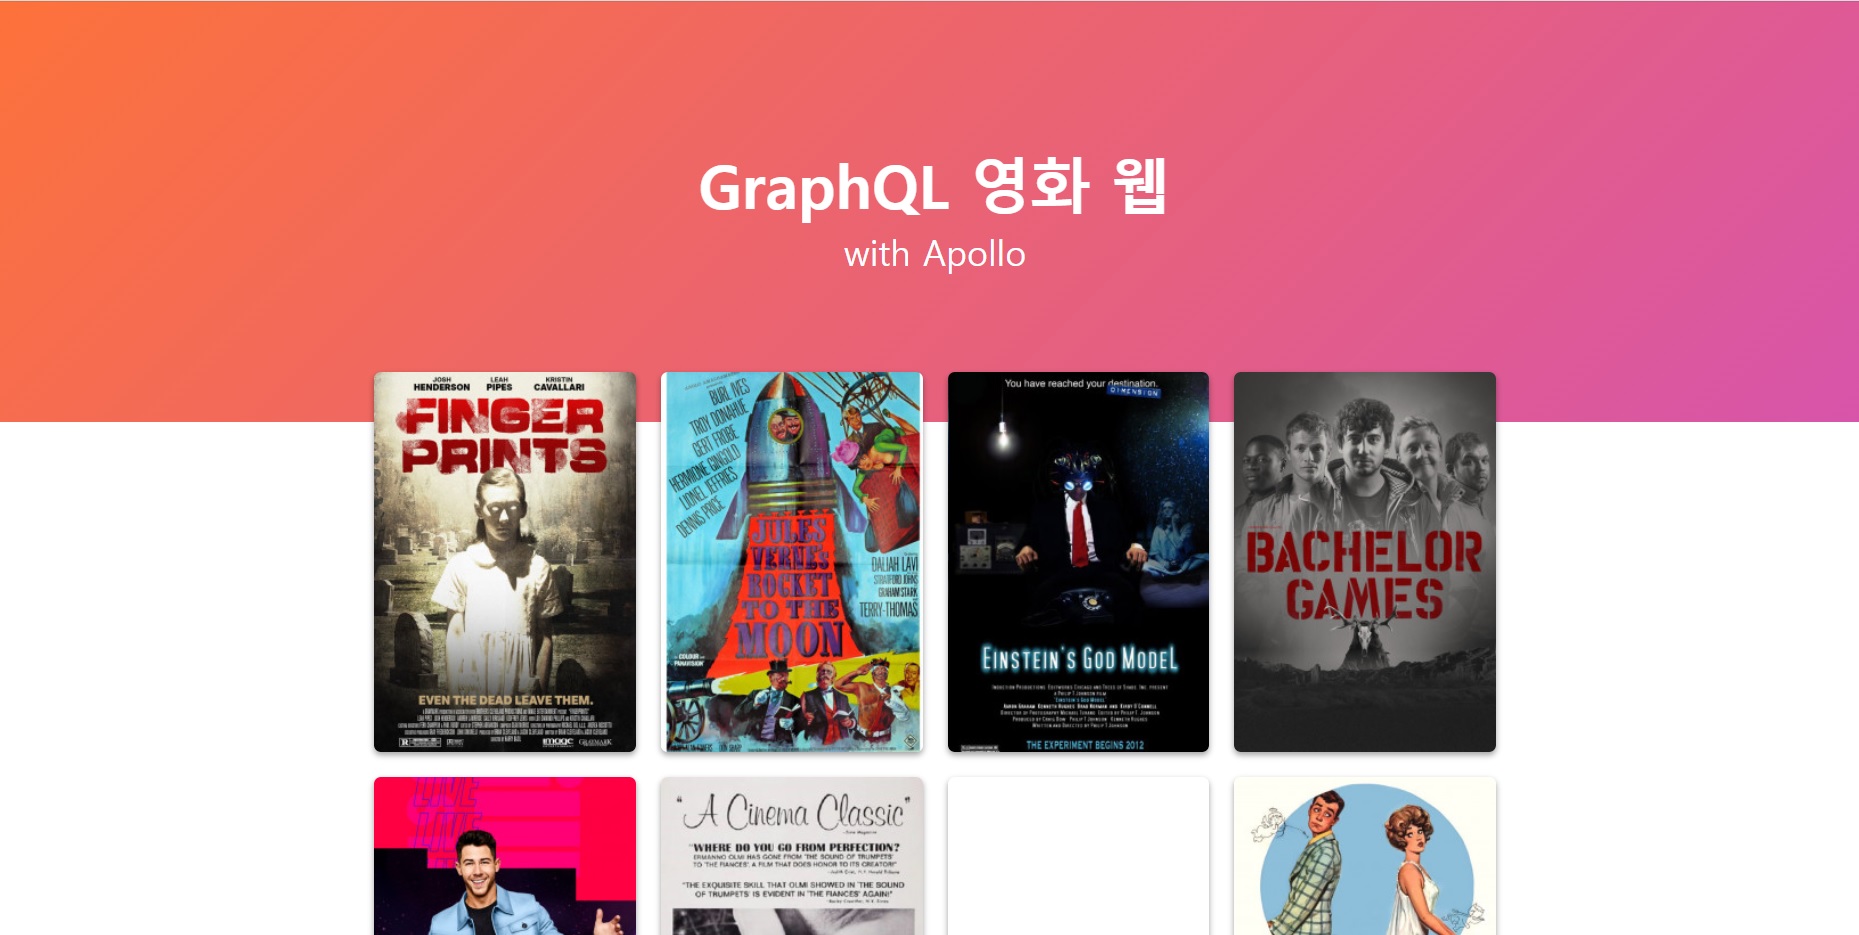 GraphQL 영화 웹
with Apollo
JOSH HENDERSON
LEAH PIPES
KRISTIN CAVALLARI
FINGER
PRINTS
EVEN THE DEAD LEAVE THEM.
BURL IVES
TROY DONAHUE
GERT FROBE
HERMIONE GINGOLD
LIONEL JEFFRIES
DENNIS PRICE
JULES
VERNE'S
ROCKET
TO THE
MOON
DALIAH LAVI
STRATFORD JOHNS
GRAHAM STARK
TERRY-THOMAS
COLOUR
PANAVISION
You have reached your destination.
DIMENSION
EINSTEIN'S GOD MODEL
THE EXPERIMENT BEGINS 2012
BACHELOR
GAMES
LIVE
LIVE
"A Cinema Classic"
"WHERE DO YOU GO FROM PERFECTION?
ERMANNO OLMI HAS GONE FROM 'THE SOUND OF TRUMPETS'
TO 'THE FIANCES' A FILM THAT DOES HONOR TO ITS CREATOR!"
"THE EXQUISITE SKILL THAT OLMI SHOWED IN 'THE SOUND
OF TRUMPETS' IS EVIDENT IN 'THE FIANCES' AGAIN!"